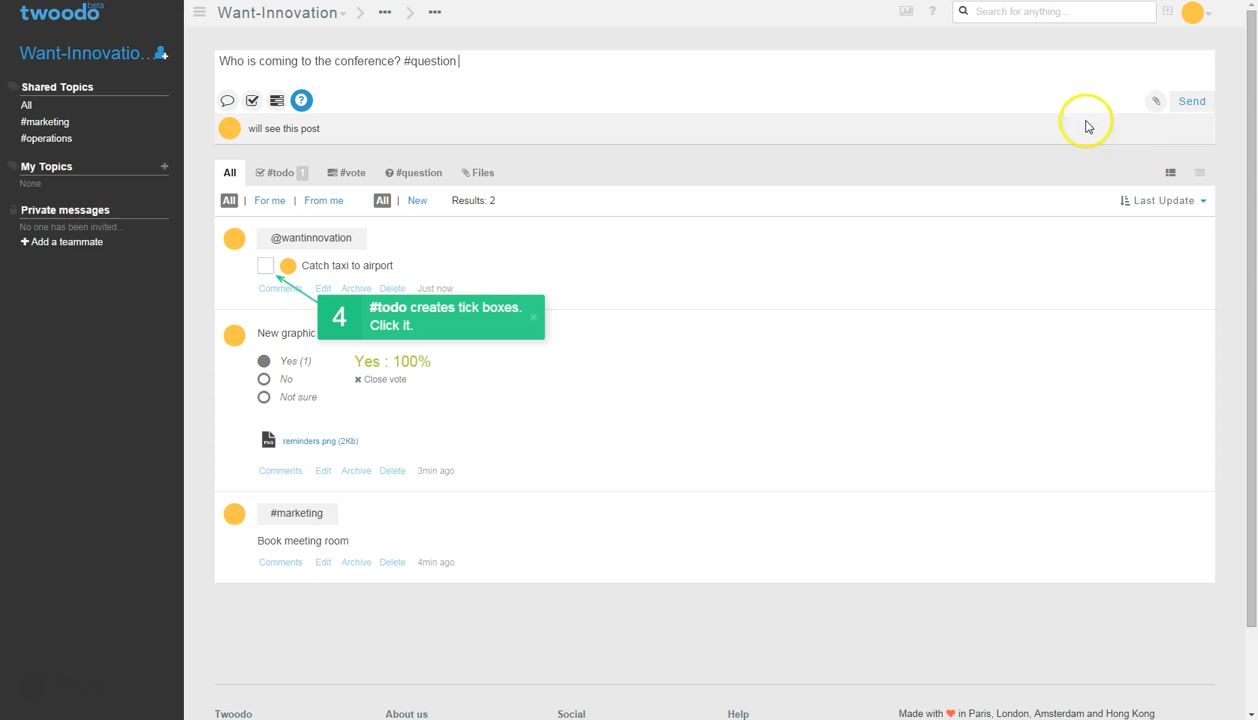 twoodo beta
Want-Innovatio..
Shared Topics
All
#marketing
#operations
My Topics +
None
Private messages
No one has been invited...
+ Add a teammate
Want-Innovation
Search for anything...
Who is coming to the conference? #question
Send
will see this post
All #todo 1 #vote #question Files
All | For me | From me All | New Results: 2
Last Update
@wantinnovation
Catch taxi to airport
Comments Edit Archive Delete Just now
4 #todo creates tick boxes.
Click it.
New graphic
Yes (1)
No
Not sure
Yes : 100%
Close vote
PNG reminders.png (2Kb)
Comments Edit Archive Delete 3min ago
#marketing
Book meeting room
Comments Edit Archive Delete 4min ago
Twoodo About us Social Help
Made with ❤ in Paris, London, Amsterdam and Hong Kong